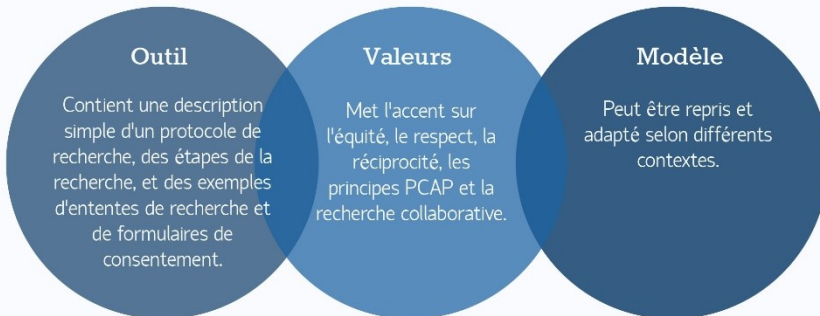 Outil
Contient une description
simple d'un protocole de
recherche, des étapes de la
recherche, et des exemples
d'ententes de recherche et
de formulaires de
consentement.
Valeurs
Met l'accent sur
l'équité, le respect, la
réciprocité, les
principes PCAP et la
recherche collaborative.
Modèle
Peut être repris et
adapté selon différents
contextes.